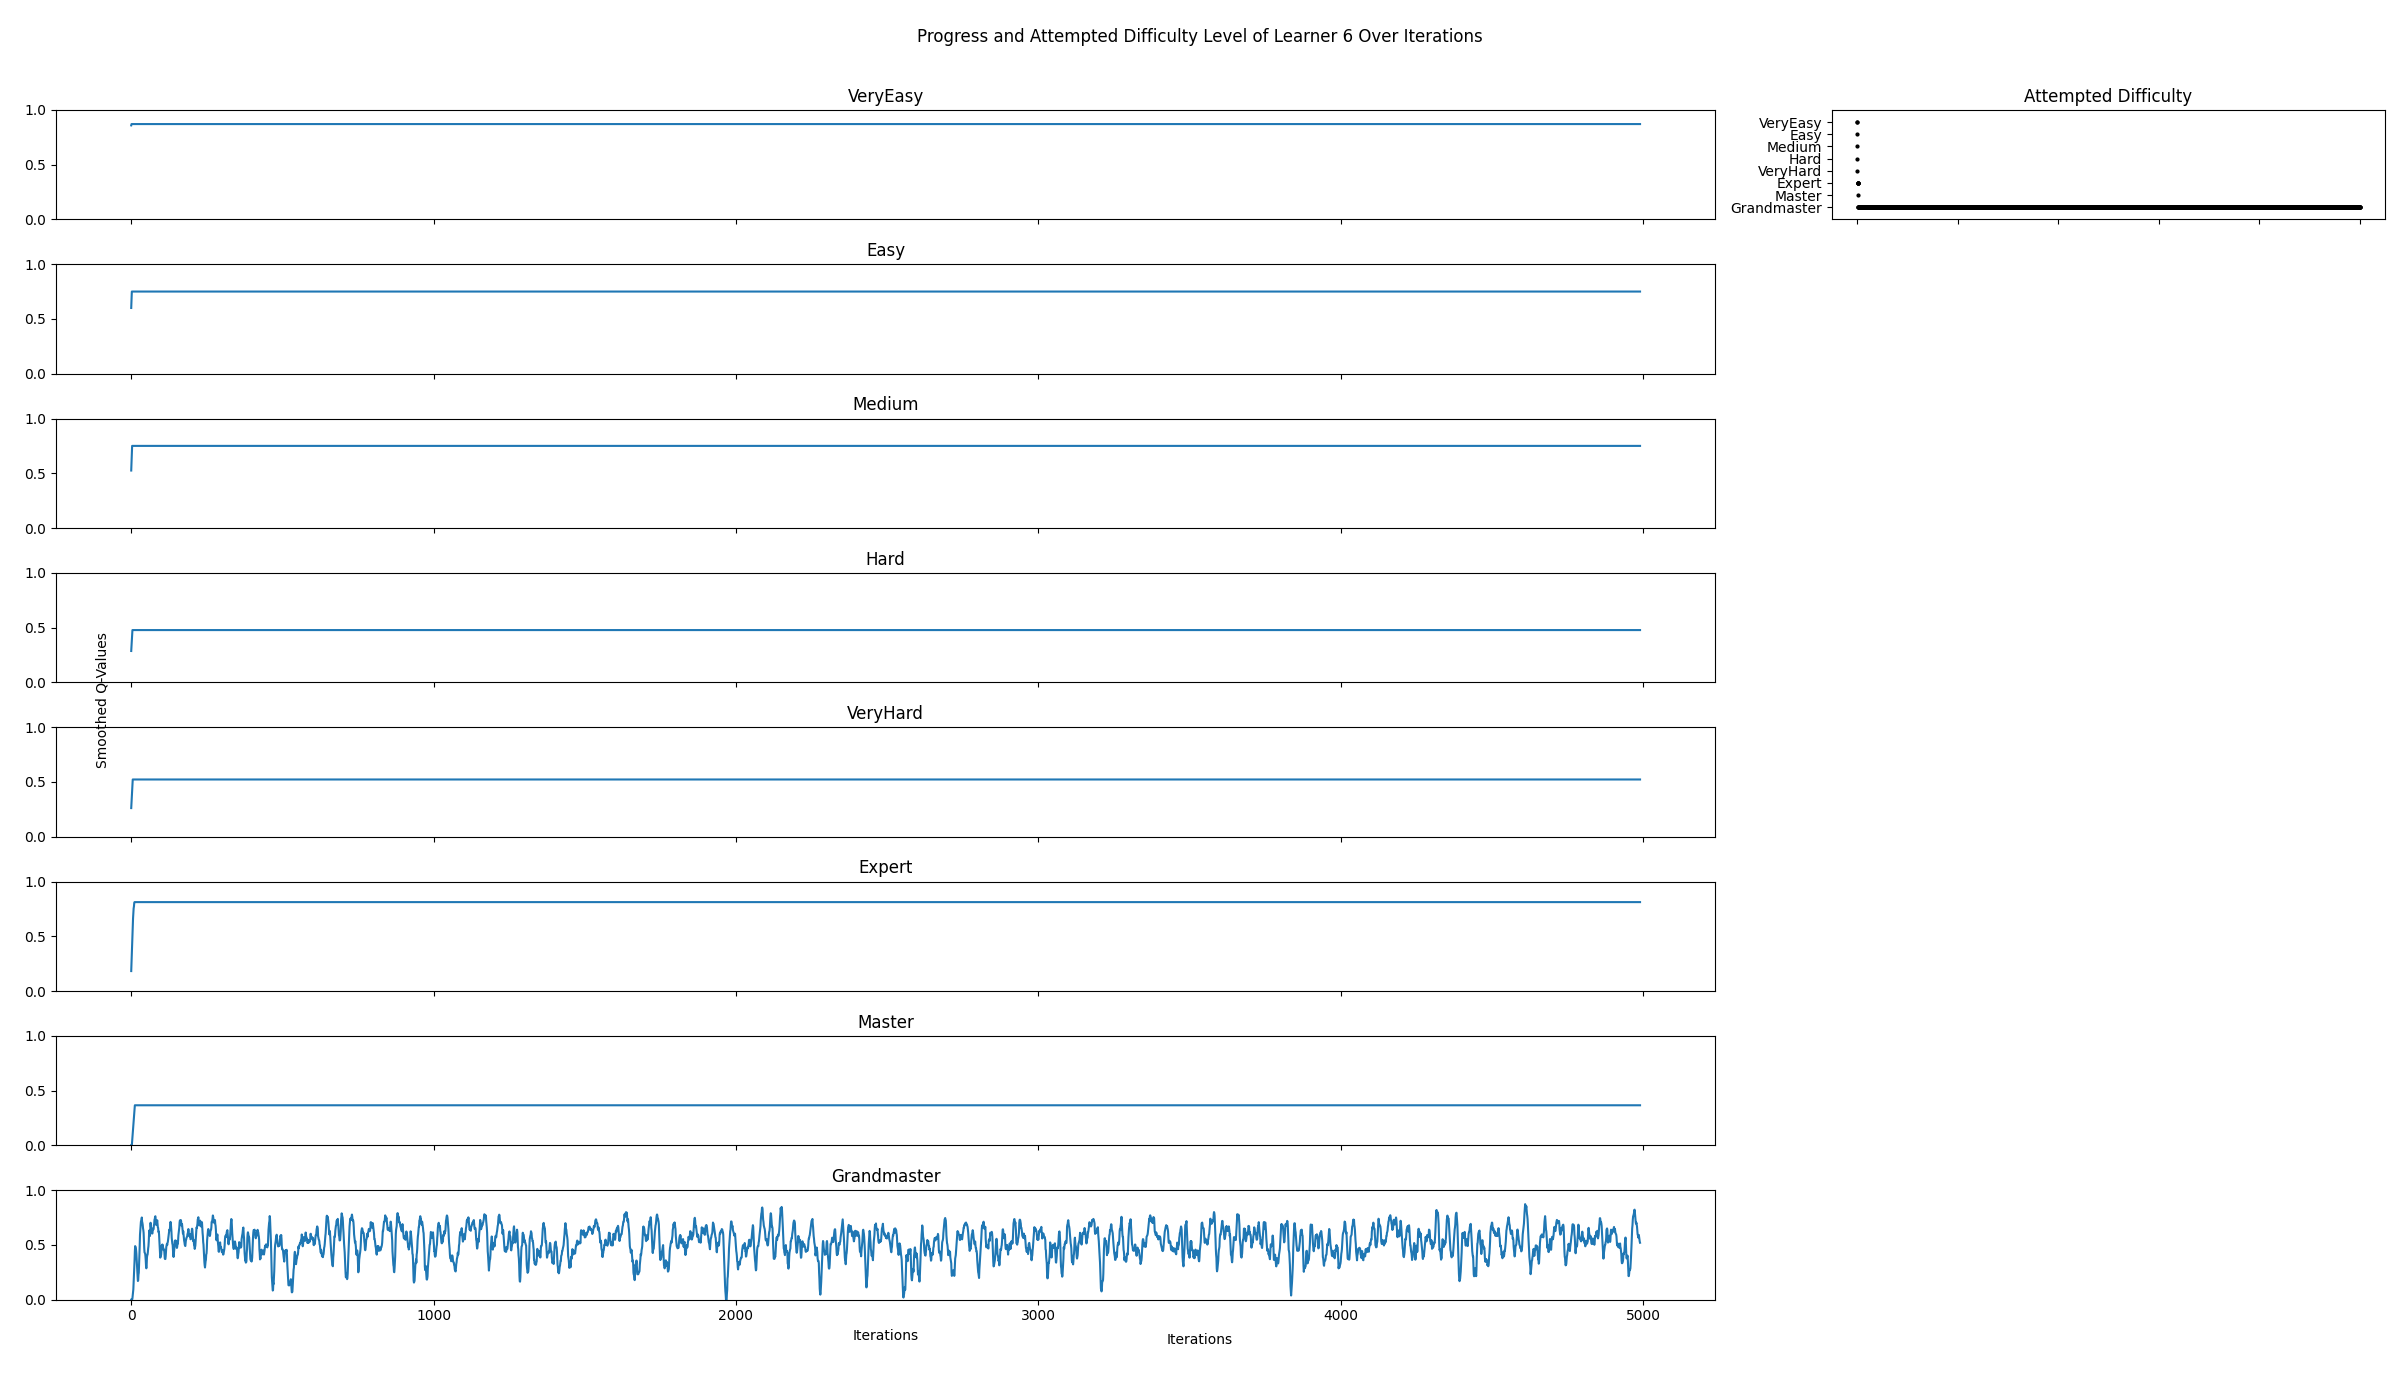 Progress and Attempted Difficulty Level of Learner 6 Over Iterations
VeryEasy
1.0
0.5
0.0
Easy
1.0
0.5
0.0
Medium
1.0
0.5
0.0
Hard
1.0
0.5
0.0
Smoothed Q-Values
VeryHard
1.0
0.5
0.0
Expert
1.0
0.5
0.0
Master
1.0
0.5
0.0
Grandmaster
1.0
0.5
0.0
0 1000 2000 3000 4000 5000
Iterations
Iterations
Attempted Difficulty
VeryEasy
Easy
Medium
Hard
VeryHard
Expert
Master
Grandmaster